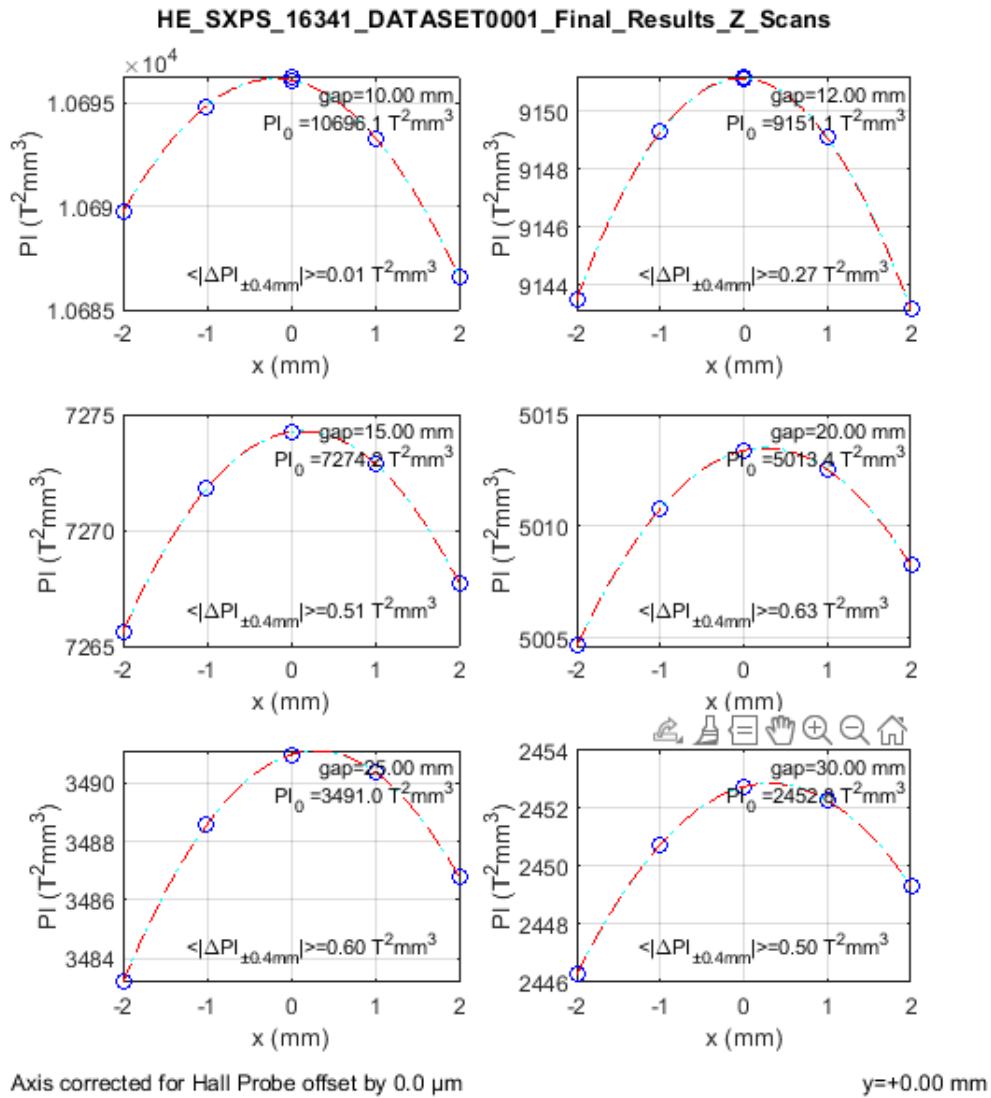 HE_SXPS_16341_DATASET0001_Final_Results_Z_Scans
×10⁴
1.0695
1.069
1.0685
PI (T²mm³)
gap=10.00 mm
PI₀ =10696.1 T²mm³
<|ΔPI±0.4mm|>=0.01 T²mm³
-2 -1 0 1 2
x (mm)
9150
9148
9146
9144
PI (T²mm³)
gap=12.00 mm
PI₀ =9151.1 T²mm³
<|ΔPI±0.4mm|>=0.27 T²mm³
-2 -1 0 1 2
x (mm)
7275
7270
7265
PI (T²mm³)
gap=15.00 mm
PI₀ =7274.2 T²mm³
<|ΔPI±0.4mm|>=0.51 T²mm³
-2 -1 0 1 2
x (mm)
5015
5010
5005
PI (T²mm³)
gap=20.00 mm
PI₀ =5013.4 T²mm³
<|ΔPI±0.4mm|>=0.63 T²mm³
-2 -1 0 1 2
x (mm)
3490
3488
3486
3484
PI (T²mm³)
gap=25.00 mm
PI₀ =3491.0 T²mm³
<|ΔPI±0.4mm|>=0.60 T²mm³
-2 -1 0 1 2
x (mm)
2454
2452
2450
2448
2446
PI (T²mm³)
gap=30.00 mm
PI₀ =2452.8 T²mm³
<|ΔPI±0.4mm|>=0.50 T²mm³
-2 -1 0 1 2
x (mm)
Axis corrected for Hall Probe offset by 0.0 μm
y=+0.00 mm